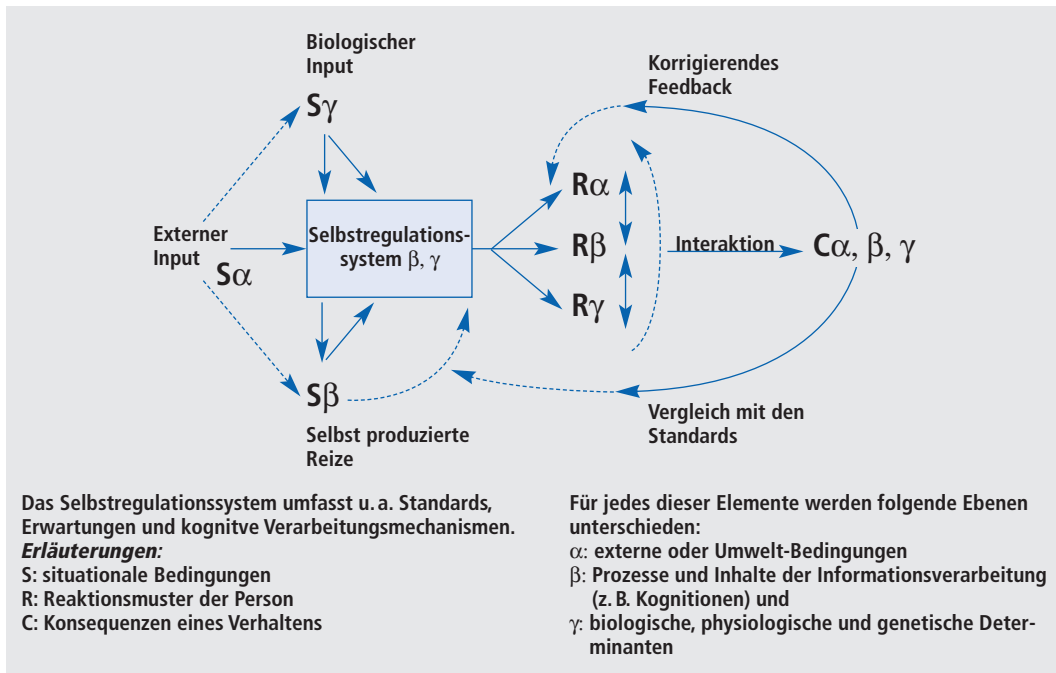 Biologischer
Input
Sγ
Korrigierendes
Feedback
Externer
Input
Sα
Selbstregulations-
system β, γ
Rα
Rβ
Rγ
Interaktion
Cα, β, γ
Sβ
Selbst produzierte
Reize
Vergleich mit den
Standards
Das Selbstregulationssystem umfasst u. a. Standards,
Erwartungen und kognitve Verarbeitungsmechanismen.
Erläuterungen:
S: situationale Bedingungen
R: Reaktionsmuster der Person
C: Konsequenzen eines Verhaltens
Für jedes dieser Elemente werden folgende Ebenen
unterschieden:
α: externe oder Umwelt-Bedingungen
β: Prozesse und Inhalte der Informationsverarbeitung
(z. B. Kognitionen) und
γ: biologische, physiologische und genetische Deter-
minanten